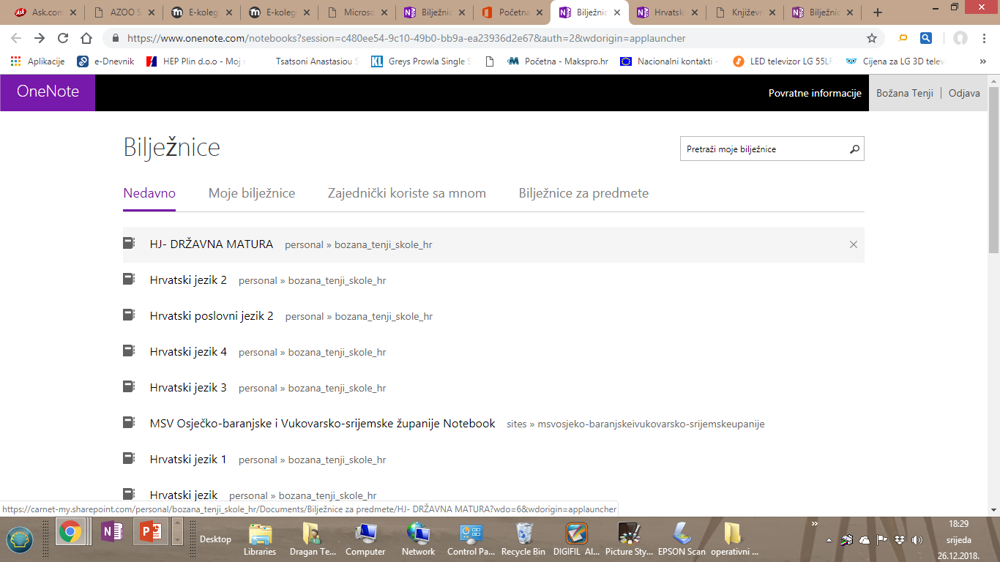 Ask.com
AZOO S
E-koleg
E-koleg
Microso
Bilježnic
Početna
Bilježnic
Hrvatsk
Književn
Bilježnic
https://www.onenote.com/notebooks?session=c480ee54-9c10-49b0-bb9a-ea23936d2e67&auth=2&wdorigin=applauncher
Aplikacije
e-Dnevnik
HEP Plin d.o.o - Moj r
Tsatsoni Anastasiou S
Greys Prowla Single S
Početna - Makspro.hr
Nacionalni kontakti -
LED televizor LG 55LF
Cijena za LG 3D telev
»
OneNote
Povratne informacije
Božana Tenji | Odjava
Bilježnice
Pretraži moje bilježnice
Nedavno
Moje bilježnice
Zajednički koriste sa mnom
Bilježnice za predmete
HJ- DRŽAVNA MATURA personal » bozana_tenji_skole_hr
Hrvatski jezik 2 personal » bozana_tenji_skole_hr
Hrvatski poslovni jezik 2 personal » bozana_tenji_skole_hr
Hrvatski jezik 4 personal » bozana_tenji_skole_hr
Hrvatski jezik 3 personal » bozana_tenji_skole_hr
MSV Osječko-baranjske i Vukovarsko-srijemske županije Notebook sites » msvosjeko-baranjskeivukovarsko-srijemskeupanije
Hrvatski jezik 1 personal » bozana_tenji_skole_hr
Hrvatski jezik personal » bozana_tenji_skole_hr
https://carnet-my.sharepoint.com/personal/bozana_tenji_skole_hr/Documents/Bilježnice za predmete/HJ- DRŽAVNA MATURA?wdo=6&wdorigin=applauncher
Desktop
Libraries
Dragan Te...
Computer
Network
Control Pa...
Recycle Bin
DIGIFIL Al...
Picture Sty...
EPSON Scan
operativni ...
»
18:29
srijeda
26.12.2018.